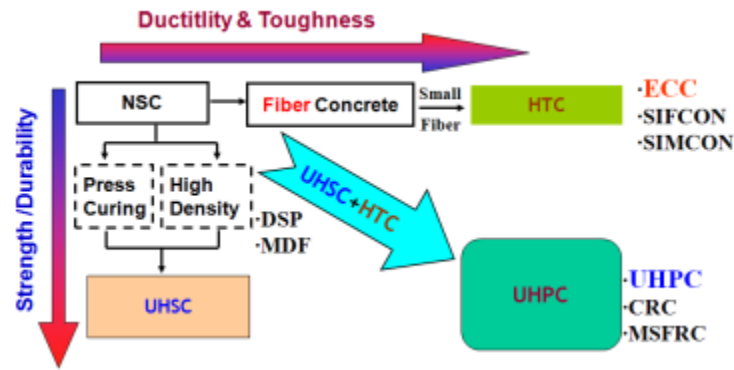 Ductitlity & Toughness
Strength /Durability
NSC
Fiber Concrete
Small
Fiber
HTC
·ECC
·SIFCON
·SIMCON
Press
Curing
High
Density
·DSP
·MDF
UHSC+HTC
UHSC
UHPC
·UHPC
·CRC
·MSFRC